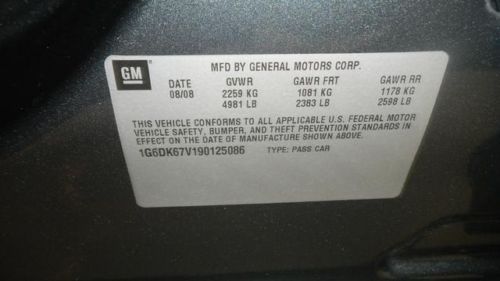 GM
MFD BY GENERAL MOTORS CORP.
DATE GVWR GAWR FRT GAWR RR
08/08 2259 KG 1081 KG 1178 KG
4981 LB 2383 LB 2598 LB
THIS VEHICLE CONFORMS TO ALL APPLICABLE U.S. FEDERAL MOTOR
VEHICLE SAFETY, BUMPER, AND THEFT PREVENTION STANDARDS IN
EFFECT ON THE DATE OF MANUFACTURE SHOWN ABOVE.
1G6DK67V190125086 TYPE: PASS CAR